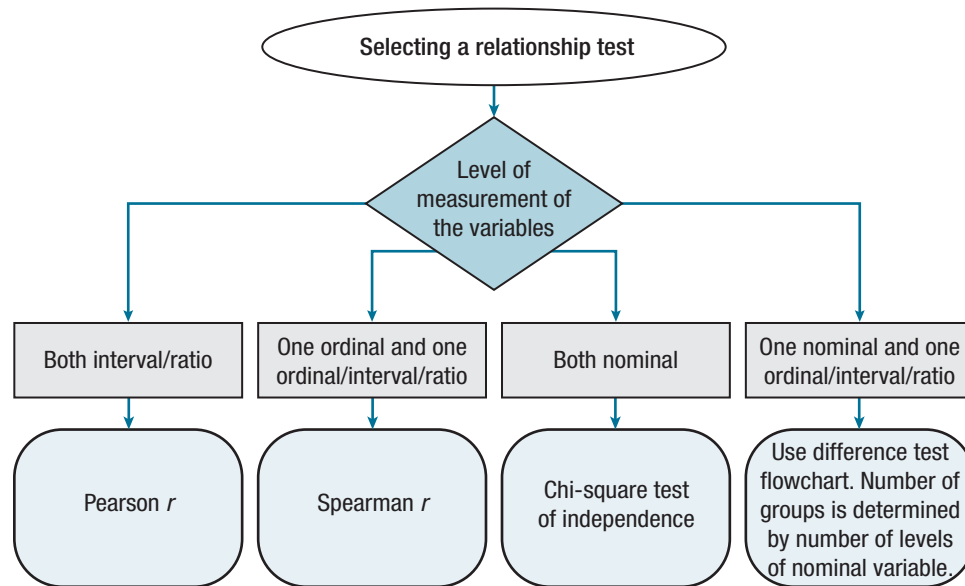 Selecting a relationship test
Level of
measurement of
the variables
Both interval/ratio
One ordinal and one
ordinal/interval/ratio
Both nominal
One nominal and one
ordinal/interval/ratio
Pearson r
Spearman r
Chi-square test
of independence
Use difference test
flowchart. Number of
groups is determined
by number of levels
of nominal variable.